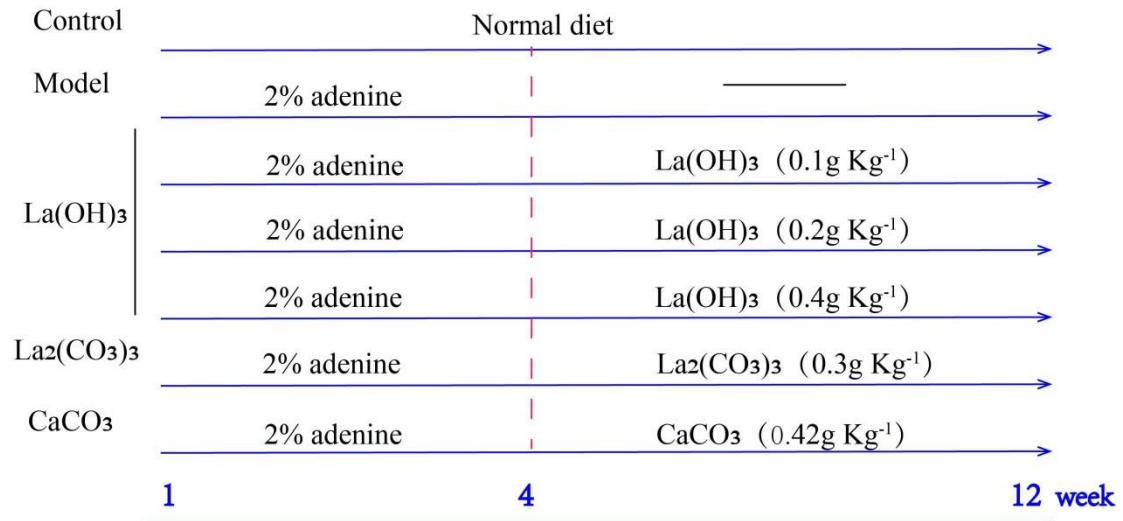 Control Normal diet
Model 2% adenine
2% adenine La(OH)₃ (0.1g Kg⁻¹)
La(OH)₃ 2% adenine La(OH)₃ (0.2g Kg⁻¹)
2% adenine La(OH)₃ (0.4g Kg⁻¹)
La₂(CO₃)₃ 2% adenine La₂(CO₃)₃ (0.3g Kg⁻¹)
CaCO₃ 2% adenine CaCO₃ (0.42g Kg⁻¹)
1 4 12 week